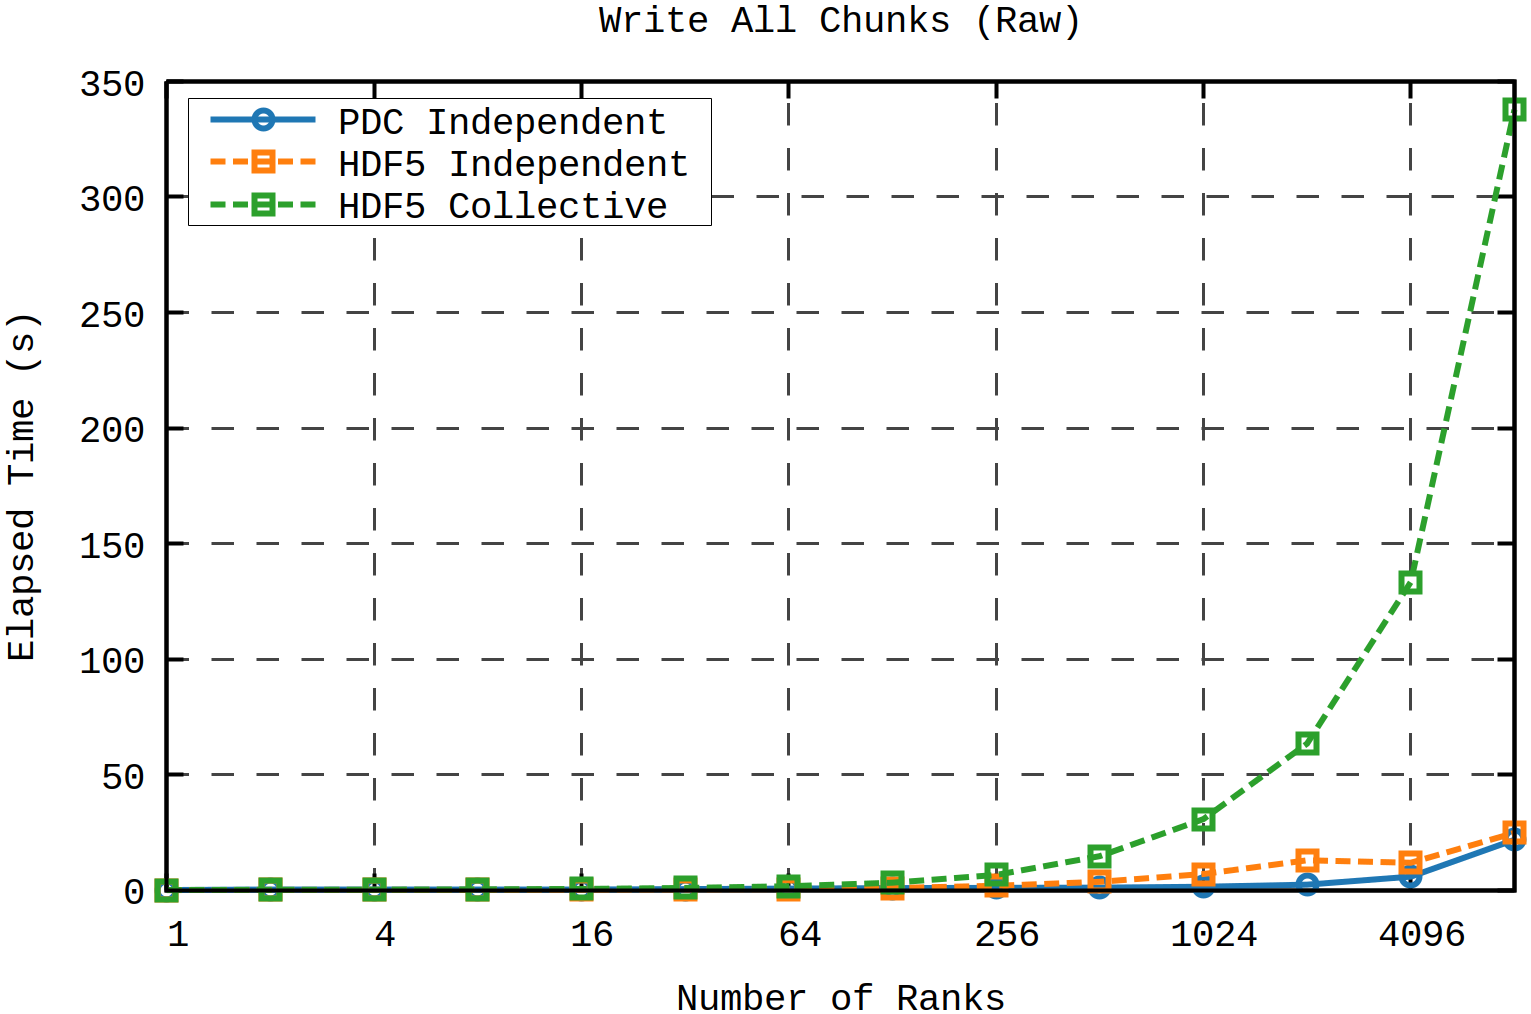 Write All Chunks (Raw)
350
300
250
200
150
100
50
0
PDC Independent
HDF5 Independent
HDF5 Collective
Elapsed Time (s)
1 4 16 64 256 1024 4096
Number of Ranks